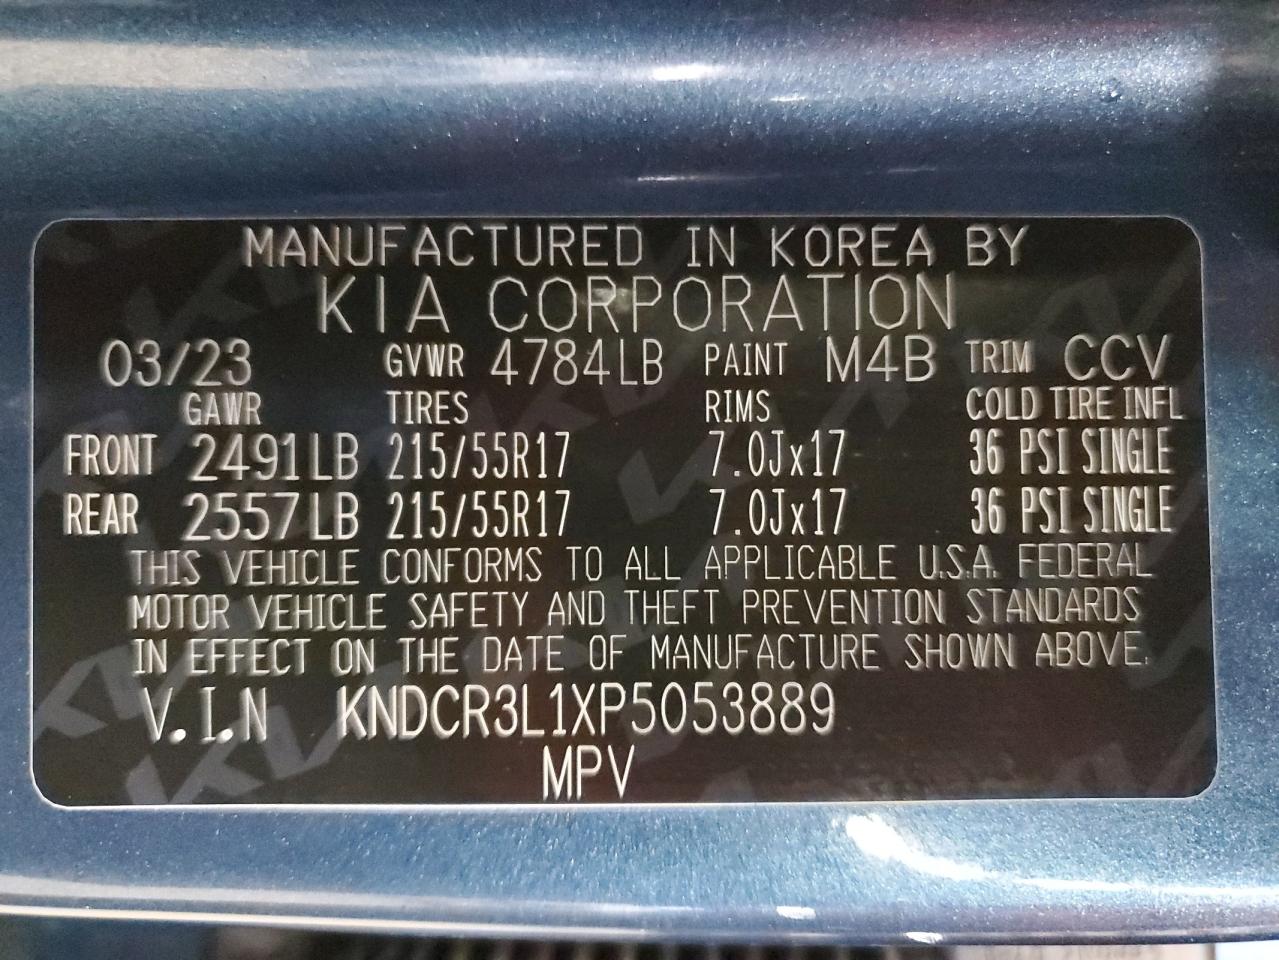 MANUFACTURED IN KOREA BY
KIA CORPORATION
03/23 GVWR 4784LB PAINT M4B TRIM CCV
GAWR TIRES RIMS COLD TIRE INFL
FRONT 2491LB 215/55R17 7.0Jx17 36 PSI SINGLE
REAR 2557LB 215/55R17 7.0Jx17 36 PSI SINGLE
THIS VEHICLE CONFORMS TO ALL APPLICABLE U.S.A. FEDERAL
MOTOR VEHICLE SAFETY AND THEFT PREVENTION STANDARDS
IN EFFECT ON THE DATE OF MANUFACTURE SHOWN ABOVE.
V.I.N KNDCR3L1XP5053889
MPV